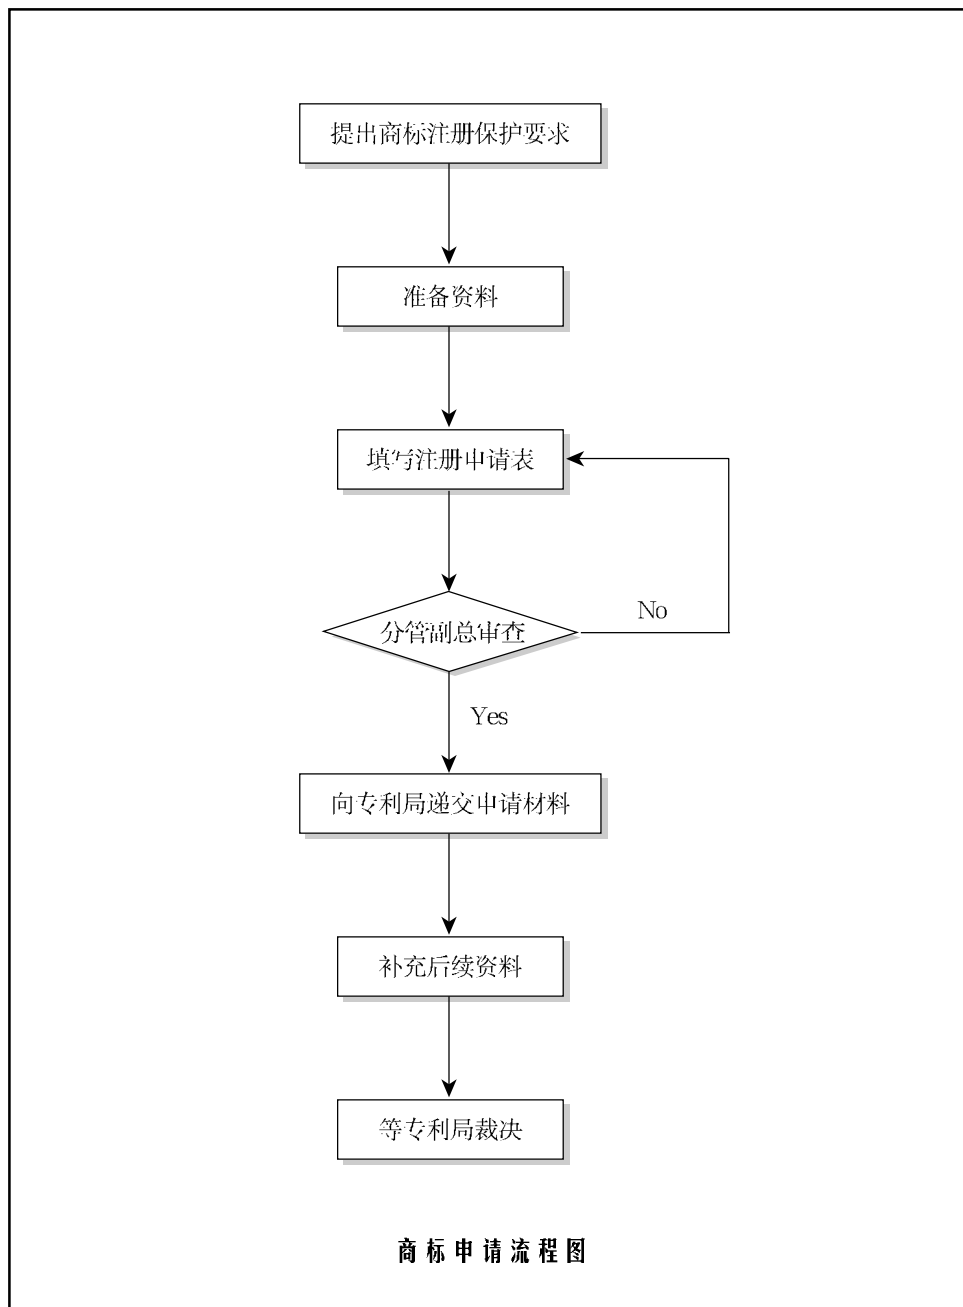 提出商标注册保护要求
准备资料
填写注册申请表
分管副总审查
No
Yes
向专利局递交申请材料
补充后续资料
等专利局裁决
商标申请流程图